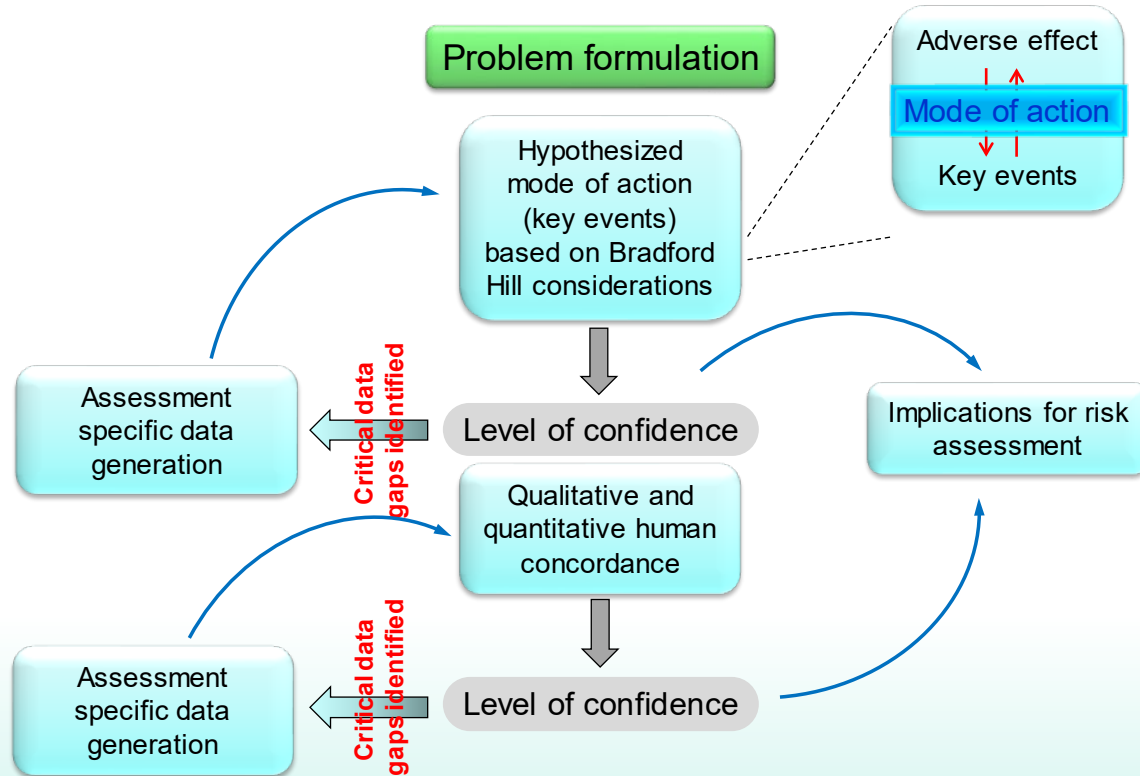 Problem formulation
Adverse effect
Mode of action
Key events
Hypothesized
mode of action
(key events)
based on Bradford
Hill considerations
Assessment
specific data
generation
Critical data
gaps identified
Level of confidence
Implications for risk
assessment
Qualitative and
quantitative human
concordance
Assessment
specific data
generation
Critical data
gaps identified
Level of confidence